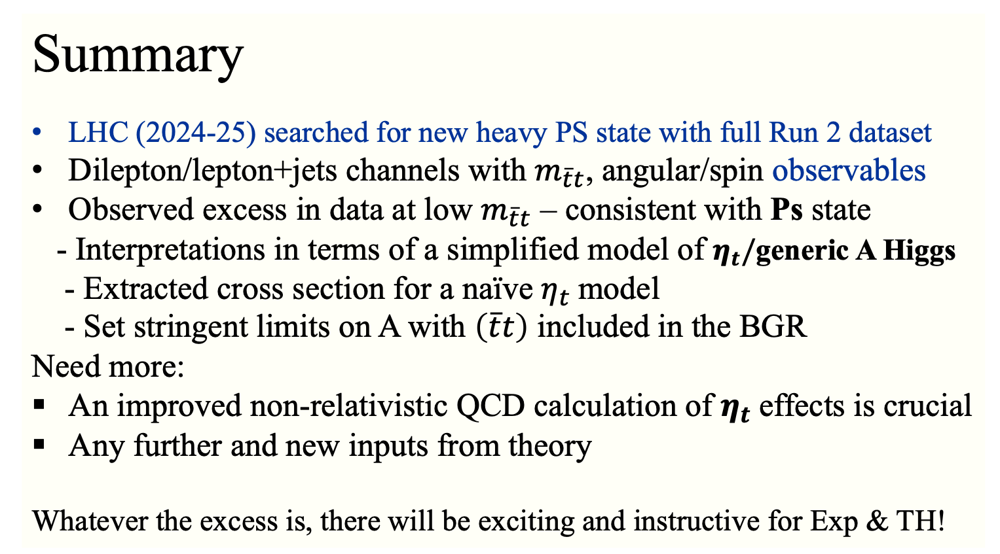 Summary
• LHC (2024-25) searched for new heavy PS state with full Run 2 dataset
• Dilepton/lepton+jets channels with $m_{\bar{t}t}$, angular/spin observables
• Observed excess in data at low $m_{\bar{t}t}$ – consistent with Ps state
- Interpretations in terms of a simplified model of $\eta_t$/generic A Higgs
- Extracted cross section for a naïve $\eta_t$ model
- Set stringent limits on A with $(\bar{t}t)$ included in the BGR
Need more:
▪ An improved non-relativistic QCD calculation of $\eta_t$ effects is crucial
▪ Any further and new inputs from theory
Whatever the excess is, there will be exciting and instructive for Exp & TH!